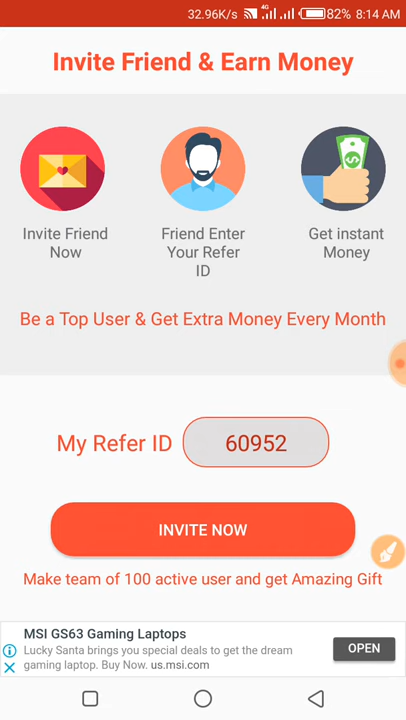 32.96K/s 4G 82% 8:14 AM
Invite Friend & Earn Money
Invite Friend
Now
Friend Enter
Your Refer
ID
Get instant
Money
Be a Top User & Get Extra Money Every Month
My Refer ID 60952
INVITE NOW
Make team of 100 active user and get Amazing Gift
MSI GS63 Gaming Laptops
Lucky Santa brings you special deals to get the dream
gaming laptop. Buy Now. us.msi.com
OPEN